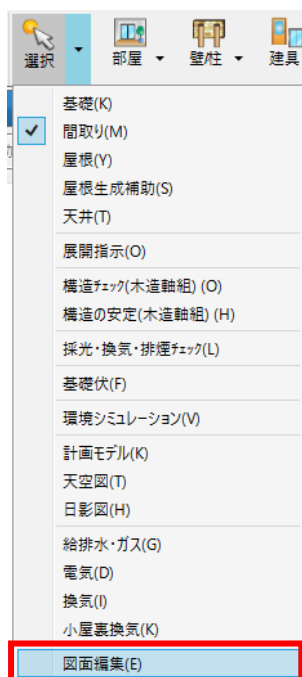 選択 部屋 壁/柱 建具
基礎(K)
間取り(M)
屋根(Y)
屋根生成補助(S)
天井(T)
展開指示(O)
構造ﾁｪｯｸ(木造軸組) (O)
構造の安定(木造軸組) (H)
採光・換気・排煙ﾁｪｯｸ(L)
基礎伏(F)
環境シミュレーション(V)
計画モデル(K)
天空図(T)
日影図(H)
給排水・ガス(G)
電気(D)
換気(I)
小屋裏換気(K)
図面編集(E)